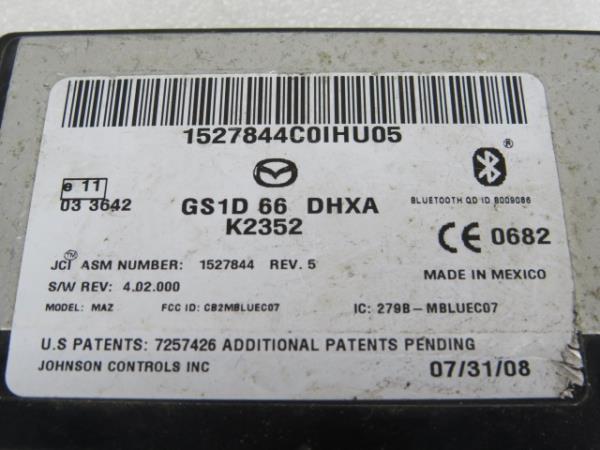 1527844C0IHU05
e 11
03 3642
GS1D 66 DHXA
K2352
®
BLUETOOTH QD ID B009086
CE 0682
JCI™ ASM NUMBER: 1527844 REV. 5
S/W REV: 4.02.000
MADE IN MEXICO
MODEL: MAZ FCC ID: CB2MBLUEC07 IC: 279B-MBLUEC07
U.S PATENTS: 7257426 ADDITIONAL PATENTS PENDING
JOHNSON CONTROLS INC 07/31/08